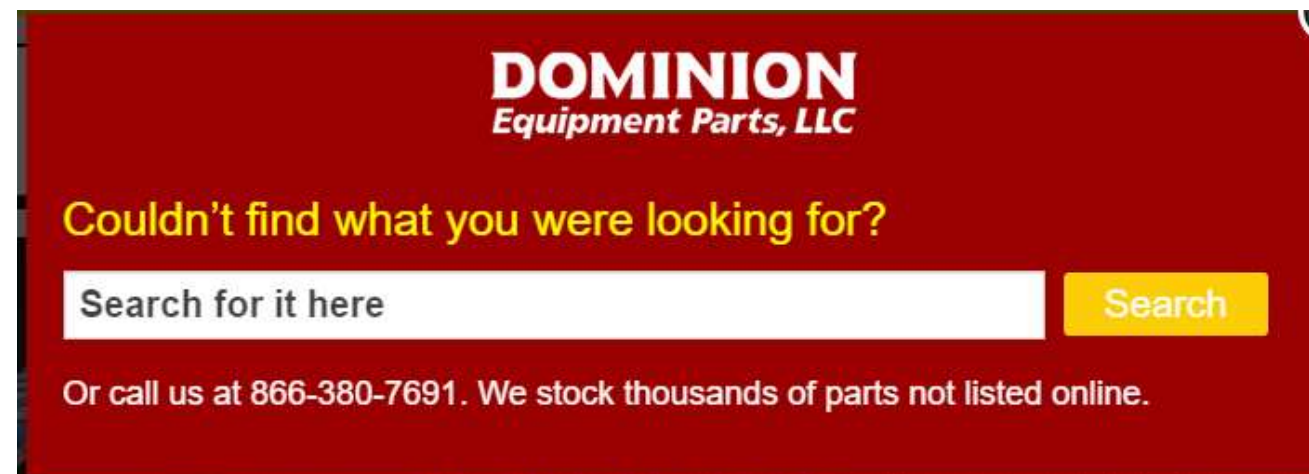 DOMINION
Equipment Parts, LLC
Couldn’t find what you were looking for?
Search for it here
Search
Or call us at 866-380-7691. We stock thousands of parts not listed online.